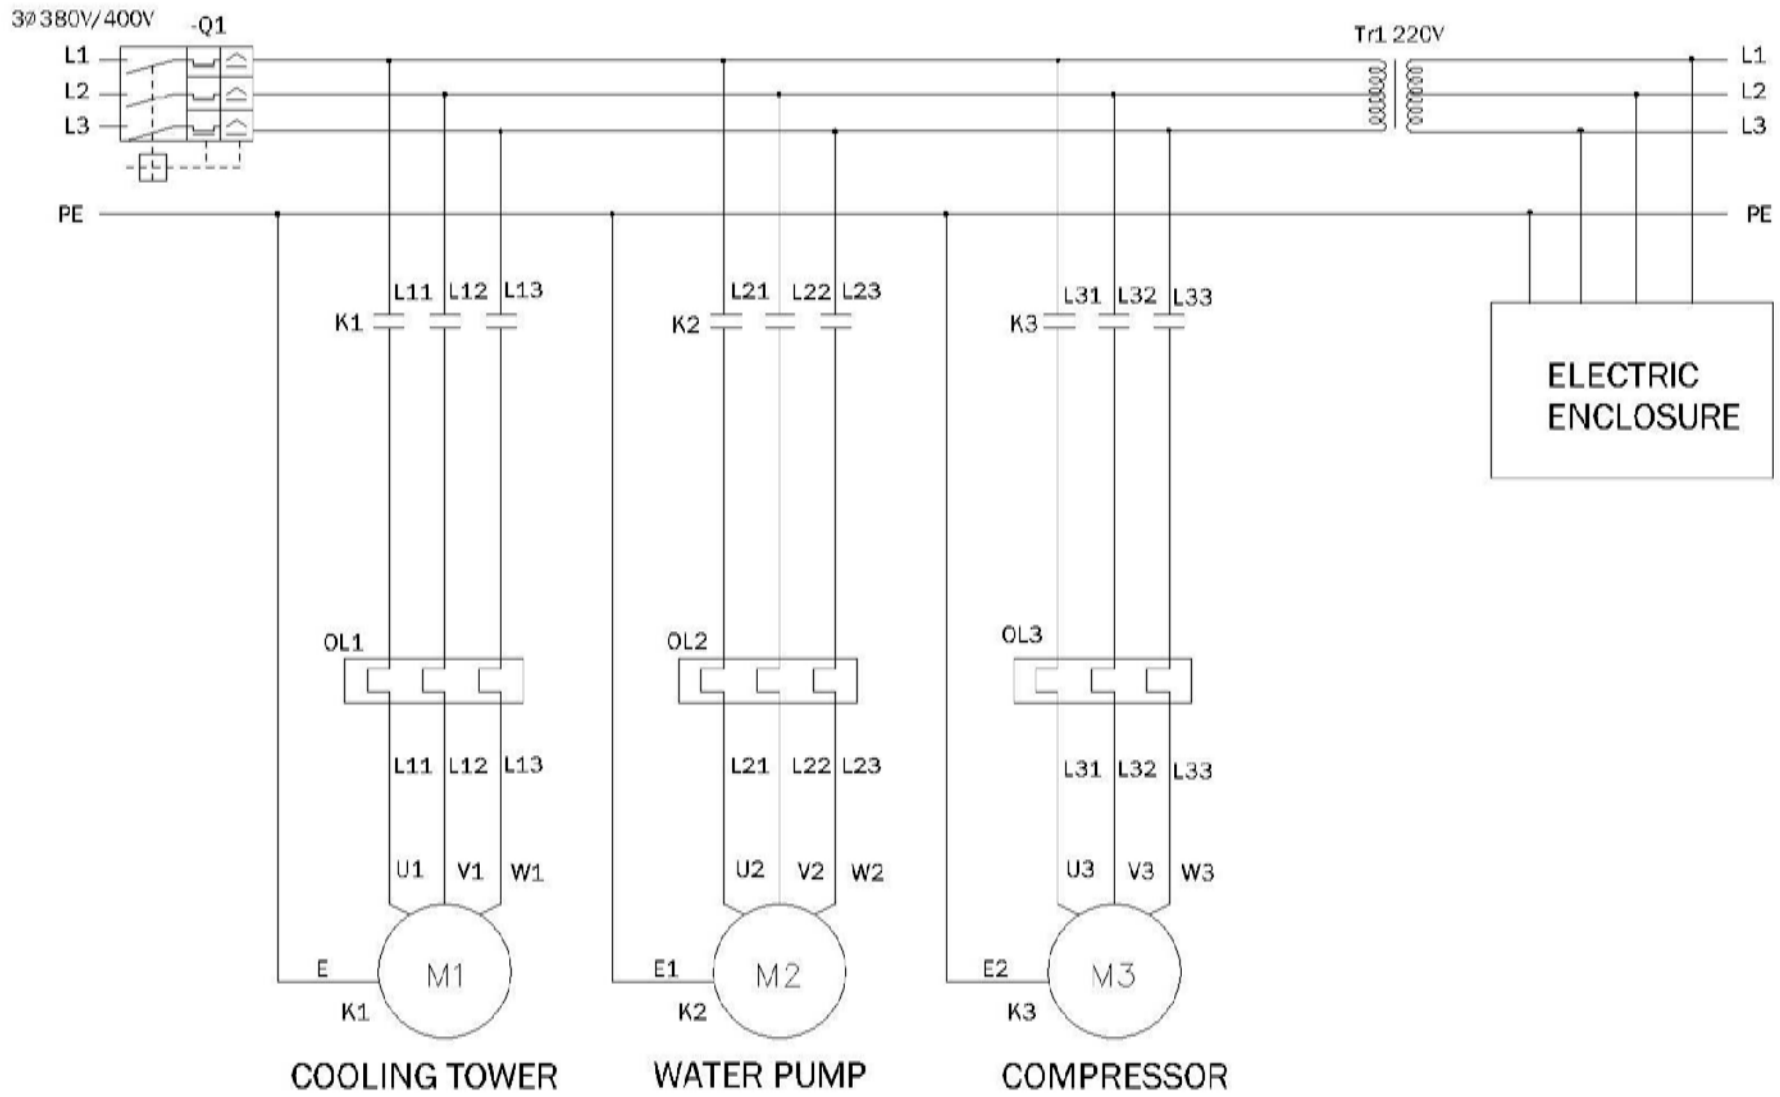 3Ø380V/400V
-Q1
Tr1 220V
L1
L1
L2
L2
L3
L3
PE
PE
L11 L12 L13
L21 L22 L23
L31 L32 L33
K1
K2
K3
ELECTRIC
ENCLOSURE
OL1
OL2
OL3
L11 L12 L13
L21 L22 L23
L31 L32 L33
U1 V1 W1
U2 V2 W2
U3 V3 W3
E
M1
E1
M2
E2
M3
K1
K2
K3
COOLING TOWER
WATER PUMP
COMPRESSOR